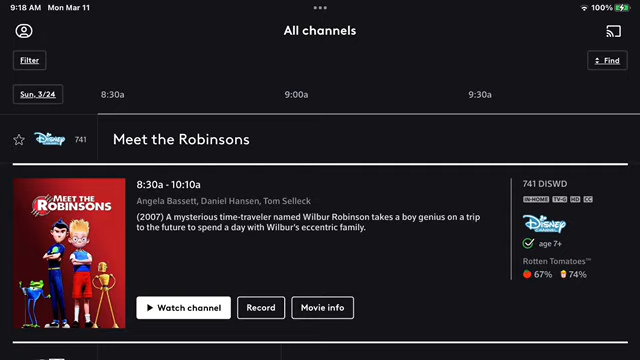 9:18 AM Mon Mar 11
100%
All channels
Filter
Find
Sun, 3/24
8:30a 9:00a 9:30a
Disney CHANNEL 741 Meet the Robinsons
MEET THE ROBINSONS
8:30a - 10:10a
Angela Bassett, Daniel Hansen, Tom Selleck
(2007) A mysterious time-traveler named Wilbur Robinson takes a boy genius on a trip
to the future to spend a day with Wilbur's eccentric family.
Watch channel Record Movie info
741 DISWD
IN-HOME TV-G HD CC
Disney CHANNEL
age 7+
Rotten Tomatoes™
67% 74%